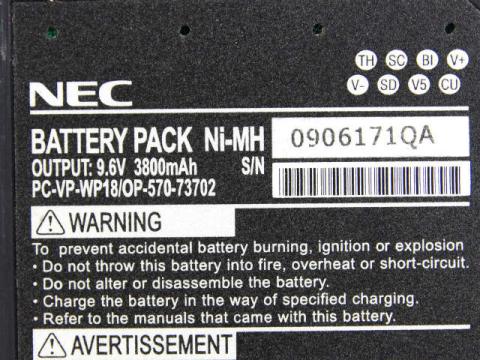 TH SC BI V+
V- SD V5 CU
NEC
BATTERY PACK Ni-MH 0906171QA
OUTPUT: 9.6V 3800mAh S/N
PC-VP-WP18/OP-570-73702
WARNING
To prevent accidental battery burning, ignition or explosion
· Do not throw this battery into fire, overheat or short-circuit.
· Do not alter or disassemble the battery.
· Charge the battery in the way of specified charging.
· Refer to the manuals that came with this battery.
AVERTISSEMENT